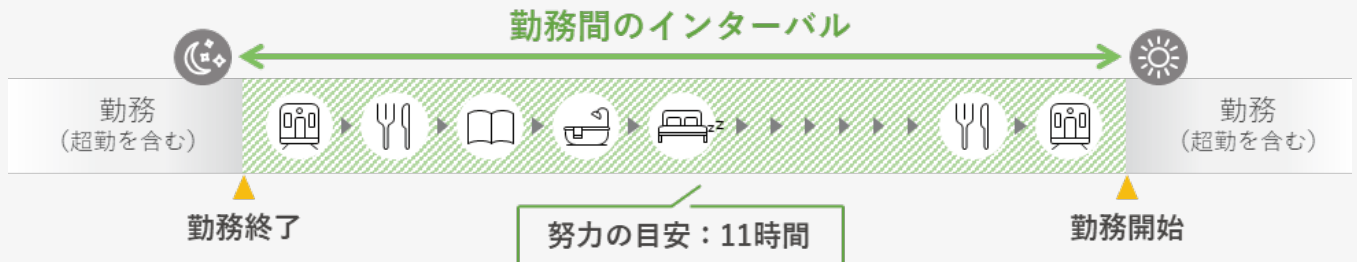 勤務間のインターバル
勤務
(超勤を含む)
zZ
勤務
(超勤を含む)
勤務終了
努力の目安：11時間
勤務開始